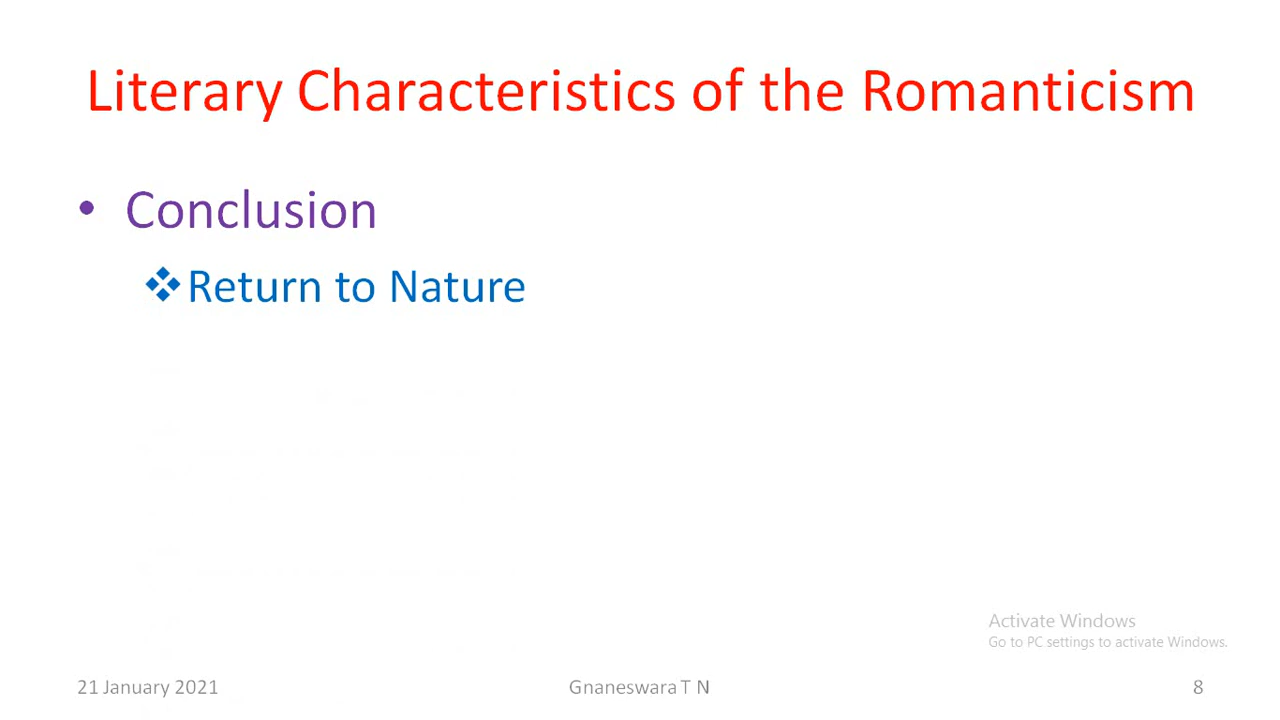 Literary Characteristics of the Romanticism
• Conclusion
❖Return to Nature
Activate Windows
Go to PC settings to activate Windows.
21 January 2021
Gnaneswara T N
8